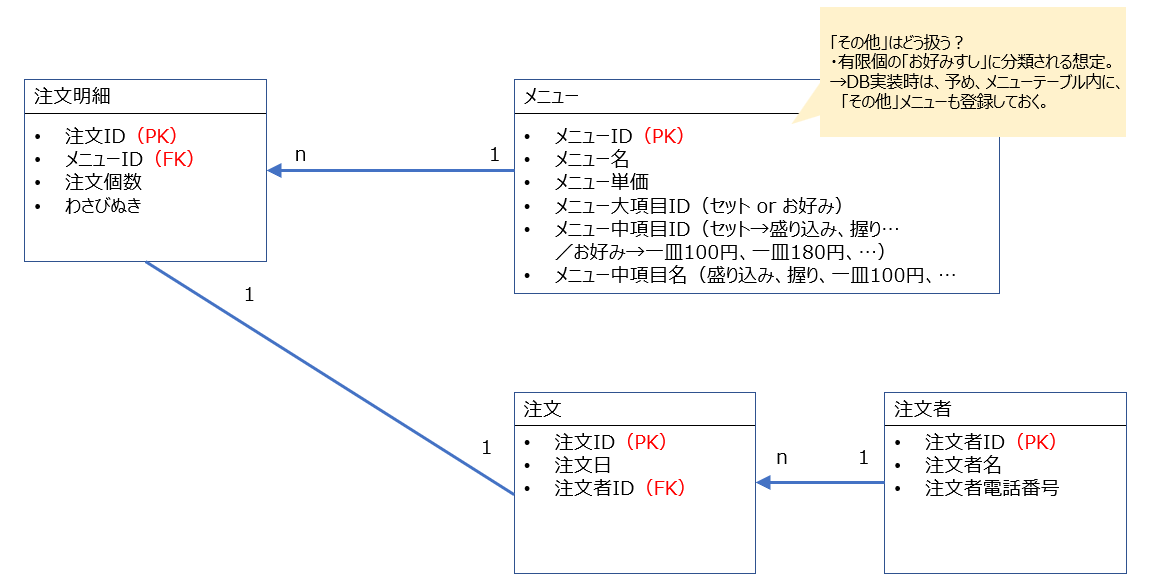 「その他」はどう扱う？
・有限個の「お好みすし」に分類される想定。
→DB実装時は、予め、メニューテーブル内に、
「その他」メニューも登録しておく。
注文明細
• 注文ID（PK）
• メニューID（FK）
• 注文個数
• わさびぬき
n
1
メニュー
• メニューID（PK）
• メニュー名
• メニュー単価
• メニュー大項目ID（セット or お好み）
• メニュー中項目ID（セット→盛り込み、握り…
／お好み→一皿100円、一皿180円、…）
• メニュー中項目名（盛り込み、握り、一皿100円、…
1
1
注文
• 注文ID（PK）
• 注文日
• 注文者ID（FK）
n
1
注文者
• 注文者ID（PK）
• 注文者名
• 注文者電話番号